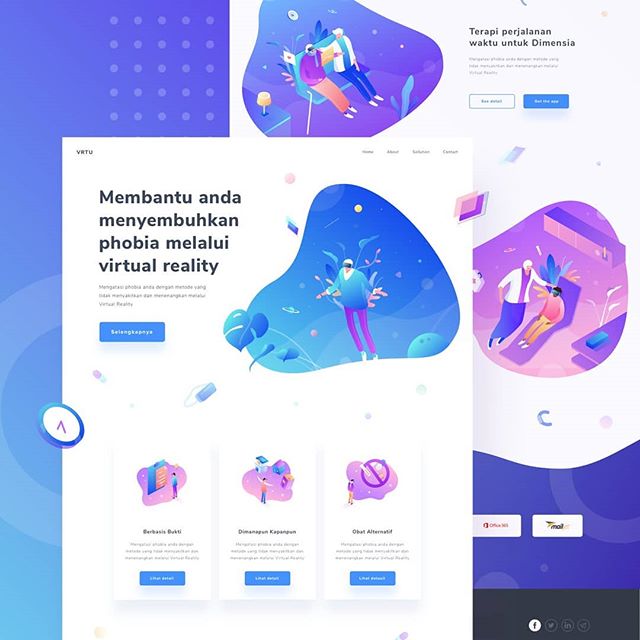 Terapi perjalanan
waktu untuk Dimensia
Mengatasi phobia anda dengan metode yang
tidak menyakitkan dan menenangkan melalui
Virtual Reality
See detail
Get the app
VRTU
Home
About
Solution
Contact
Membantu anda
menyembuhkan
phobia melalui
virtual reality
Mengatasi phobia anda dengan metode yang
tidak menyakitkan dan menenangkan melalui
Virtual Reality
Selengkapnya
Berbasis Bukti
Mengatasi phobia anda dengan
metode yang tidak menyakitkan dan
menenangkan melalui Virtual Reality
Lihat detail
Dimanapun Kapanpun
Mengatasi phobia anda dengan
metode yang tidak menyakitkan dan
menenangkan melalui Virtual Reality
Lihat detail
Obat Alternatif
Mengatasi phobia anda dengan
metode yang tidak menyakitkan dan
menenangkan melalui Virtual Reality
Lihat detail
Office 365